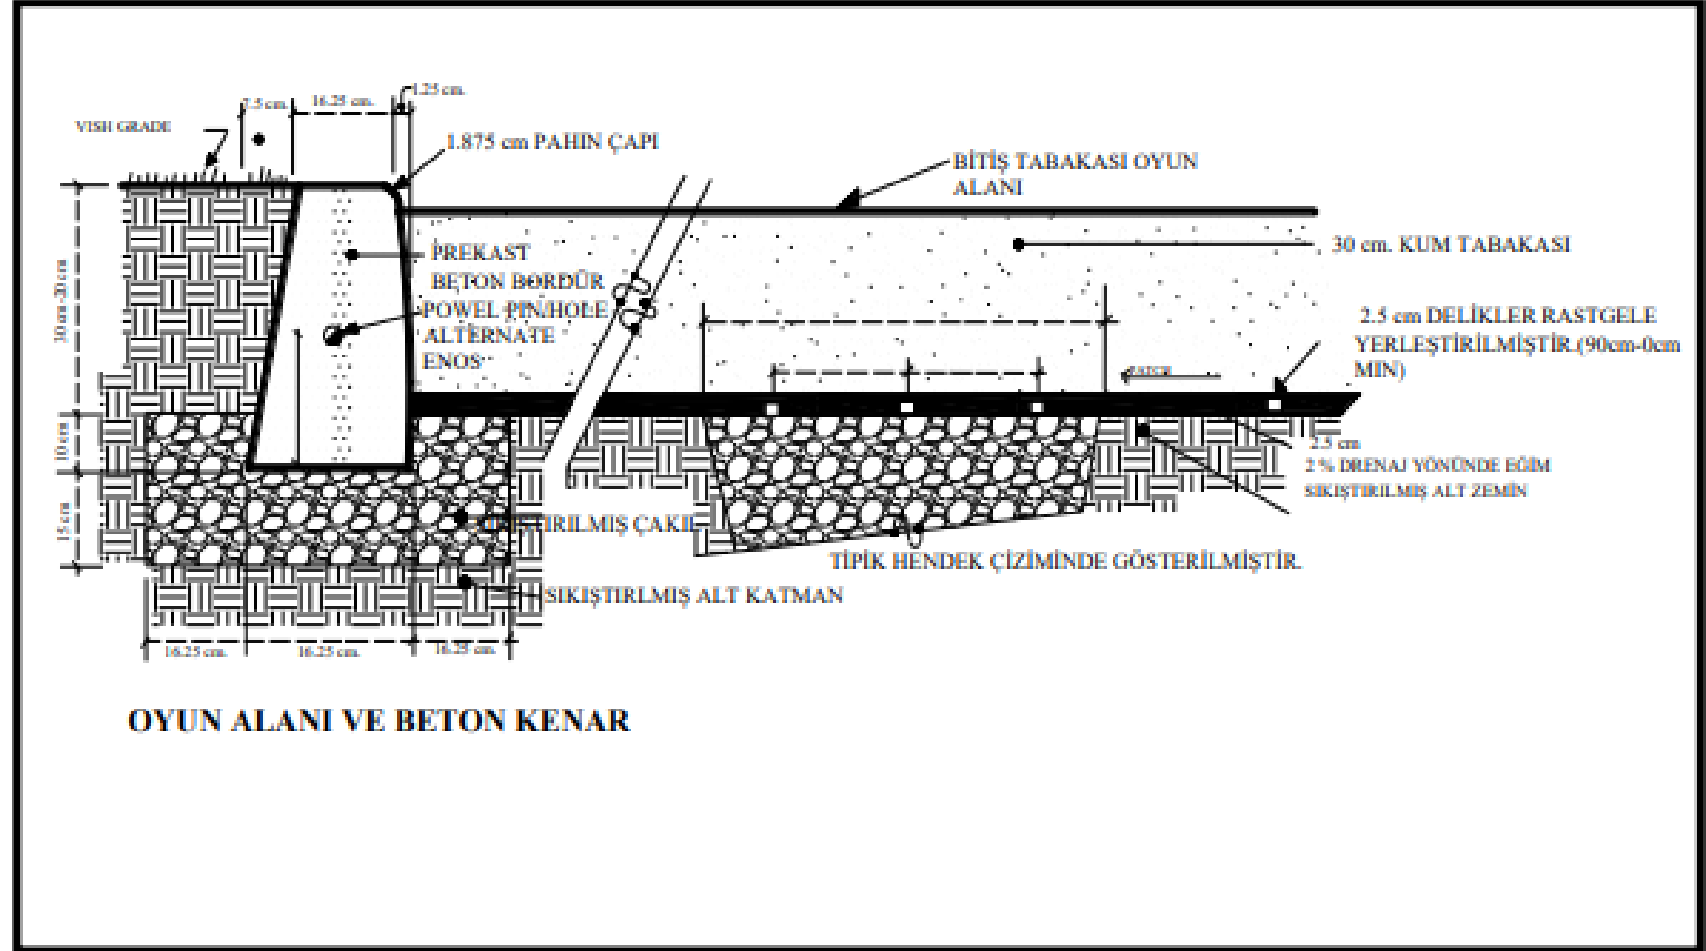 7.5 cm.
16.25 cm.
1.25 cm.
VISH GRADE
1.875 cm PAHIN ÇAPI
BİTİŞ TABAKASI OYUN
ALANI
PREKAST
BETON BORDÜR
POWEL PIN/HOLE
ALTERNATE
ENOS
30 cm. KUM TABAKASI
2.5 cm DELİKLER RASTGELE
YERLEŞTİRİLMİŞTİR.(90cm-0cm
MIN)
10 cm
15 cm
2.5 cm
2 % DRENAJ YÖNÜNDE EĞİM
SIKIŞTIRILMIŞ ALT ZEMİN
ÇAKIL
TİPİK HENDEK ÇİZİMİNDE GÖSTERİLMİŞTİR.
SIKIŞTIRLMIŞ ALT KATMAN
16.25 cm.
16.25 cm.
16.25 cm.
OYUN ALANI VE BETON KENAR